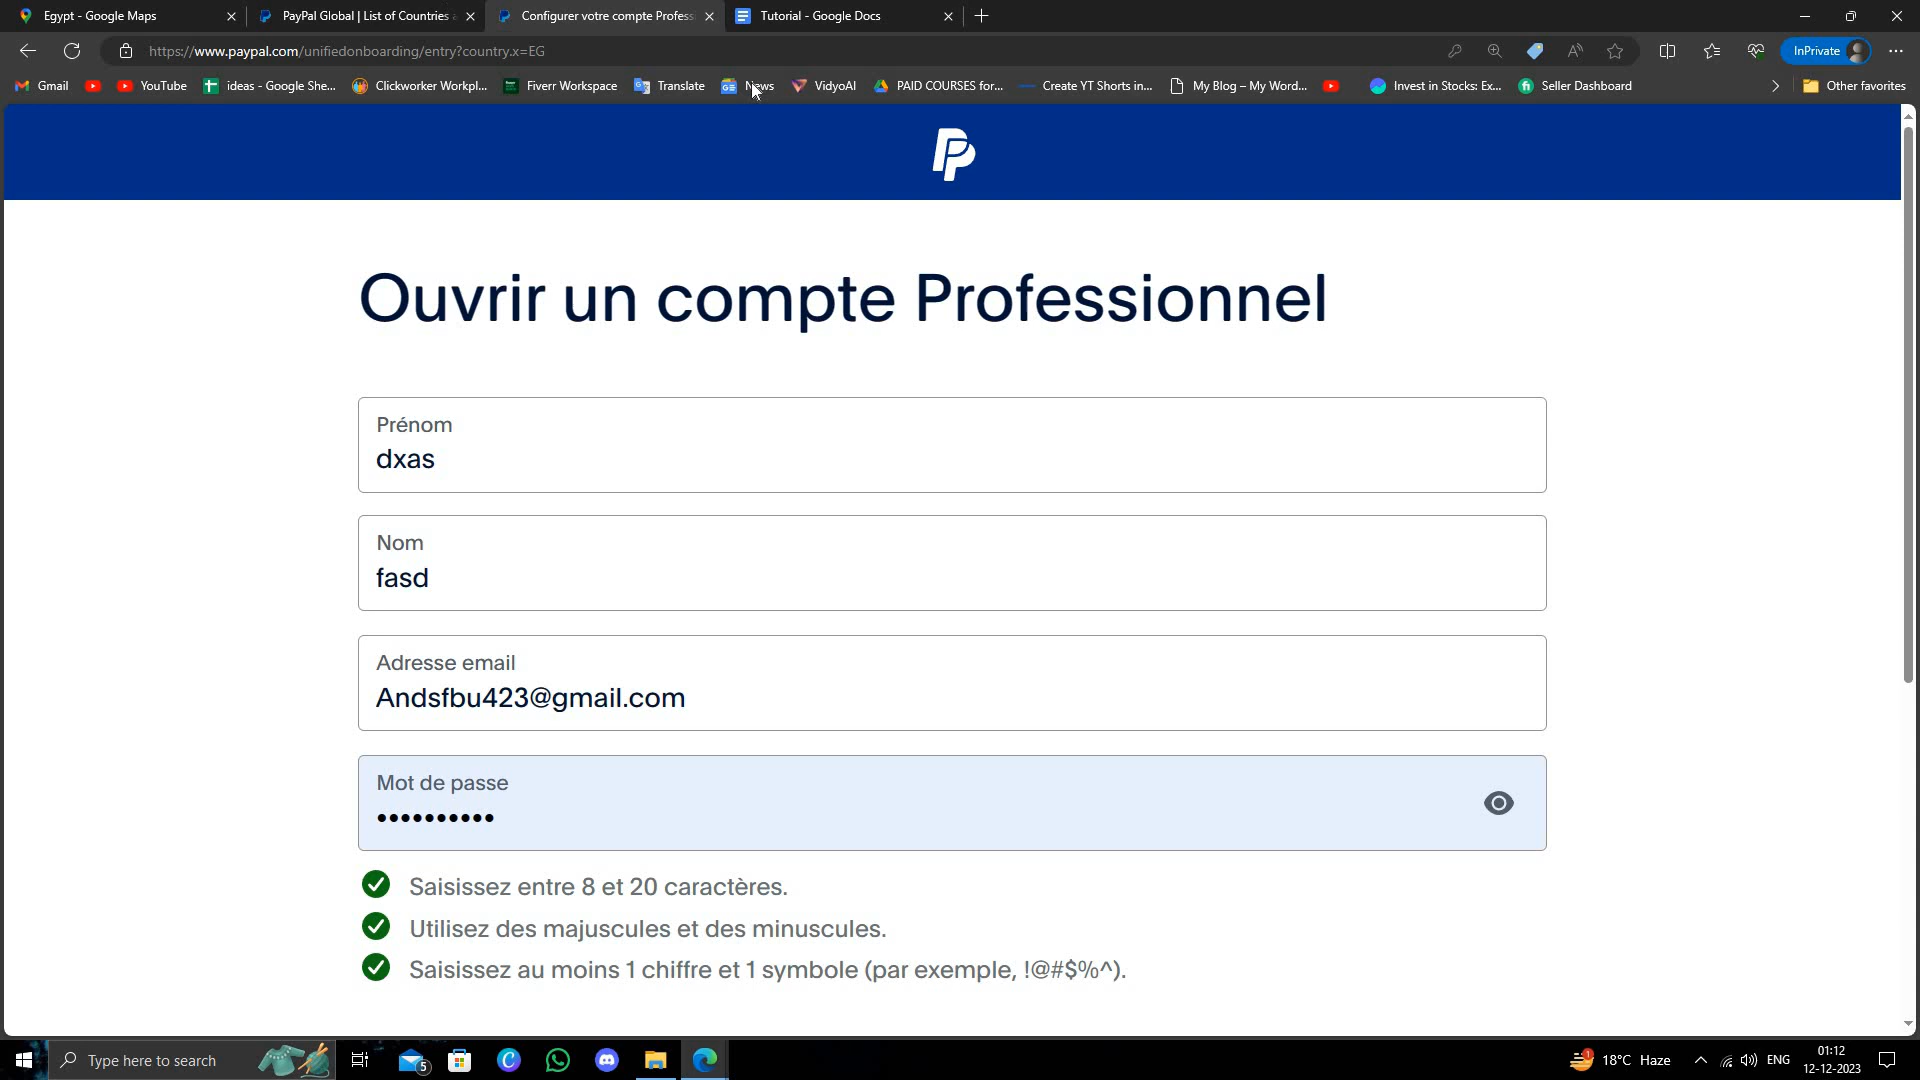 Egypt - Google Maps
PayPal Global | List of Countries
Configurer votre compte Profess
Tutorial - Google Docs
https://www.paypal.com/unifiedonboarding/entry?country.x=EG
InPrivate
Gmail
YouTube
ideas - Google She...
Clickworker Workpl...
Fiverr Workspace
Translate
News
VidyoAI
PAID COURSES for...
Create YT Shorts in...
My Blog – My Word...
Invest in Stocks: Ex...
Seller Dashboard
Other favorites
Ouvrir un compte Professionnel
Prénom
dxas
Nom
fasd
Adresse email
Andsfbu423@gmail.com
Mot de passe
••••••••••
Saisissez entre 8 et 20 caractères.
Utilisez des majuscules et des minuscules.
Saisissez au moins 1 chiffre et 1 symbole (par exemple, !@#$%^).
Type here to search
5
1
18°C Haze
ENG
01:12
12-12-2023